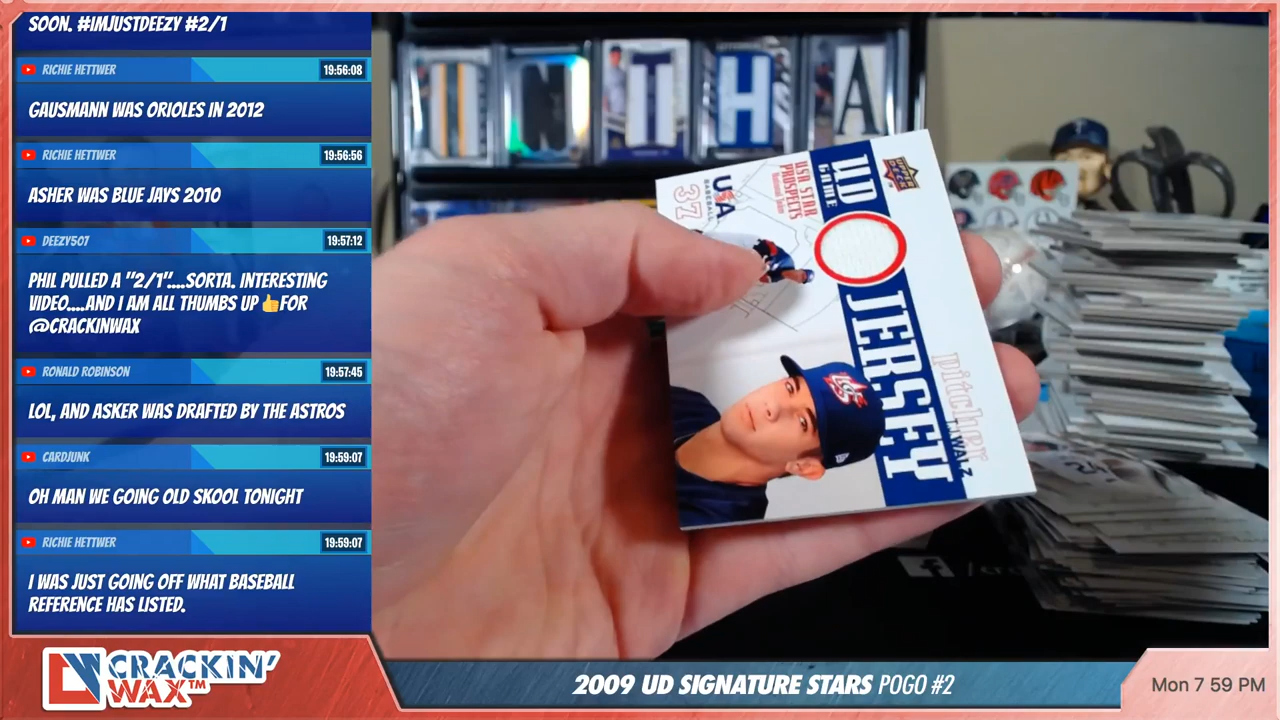 SOON. #IMJUSTDEEZY #2/1
RICHIE HETTWER 19:56:08
GAUSMANN WAS ORIOLES IN 2012
RICHIE HETTWER 19:56:56
ASHER WAS BLUE JAYS 2010
DEEZY507 19:57:12
PHIL PULLED A "2/1"....SORTA. INTERESTING
VIDEO....AND I AM ALL THUMBS UP 👍FOR
@CRACKINWAX
RONALD ROBINSON 19:57:45
LOL, AND ASKER WAS DRAFTED BY THE ASTROS
CARDJUNK 19:59:07
OH MAN WE GOING OLD SKOOL TONIGHT
RICHIE HETTWER 19:59:07
I WAS JUST GOING OFF WHAT BASEBALL
REFERENCE HAS LISTED.
N T H A
UPPER DECK
UD
GAME
JERSEY
USA STAR
PROSPECTS
National Team
USA
BASEBALL
37
pitcher
CRACKIN'
WAX™
2009 UD SIGNATURE STARS POGO #2
Mon 7 59 PM